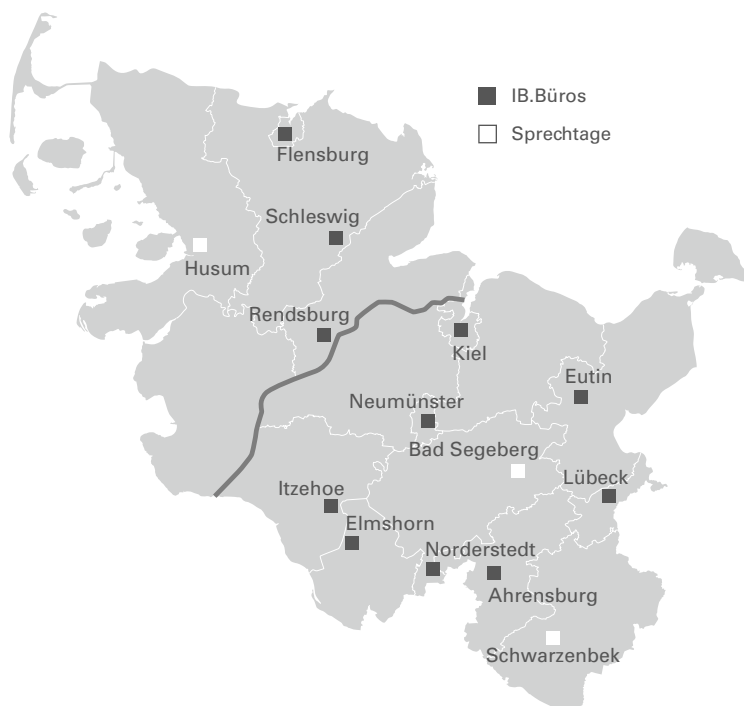 IB.Büros
Sprechtage
Flensburg
Schleswig
Husum
Rendsburg
Kiel
Eutin
Neumünster
Bad Segeberg
Lübeck
Itzehoe
Elmshorn
Norderstedt
Ahrensburg
Schwarzenbek